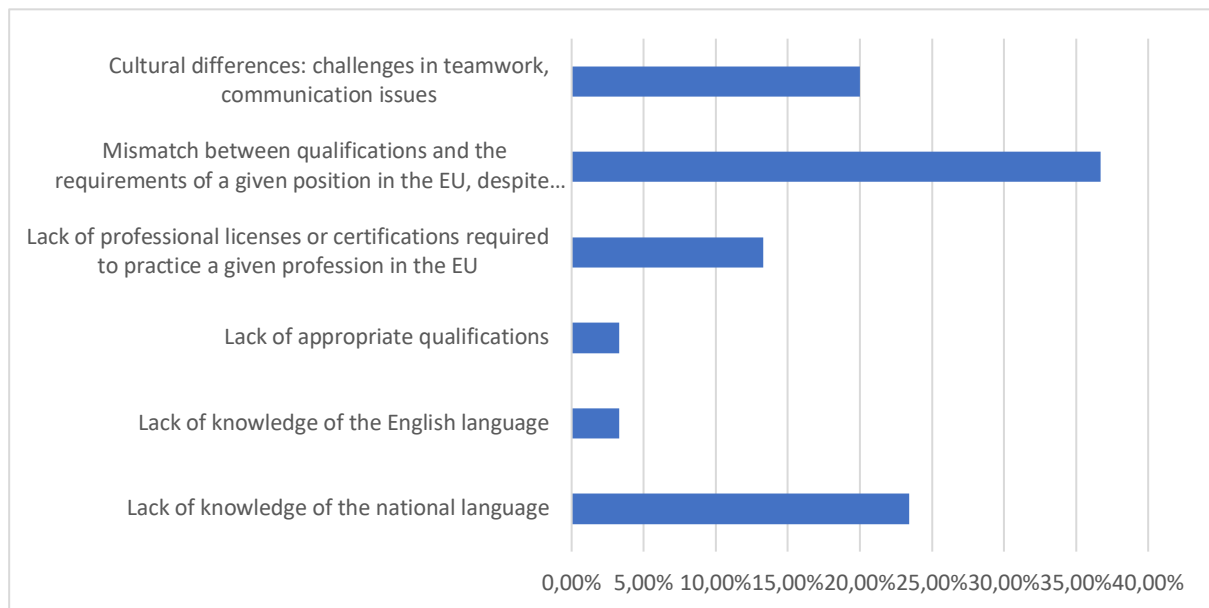 Cultural differences: challenges in teamwork,
communication issues
Mismatch between qualifications and the
requirements of a given position in the EU, despite…
Lack of professional licenses or certifications required
to practice a given profession in the EU
Lack of appropriate qualifications
Lack of knowledge of the English language
Lack of knowledge of the national language
0,00% 5,00% 10,00% 15,00% 20,00% 25,00% 30,00% 35,00% 40,00%